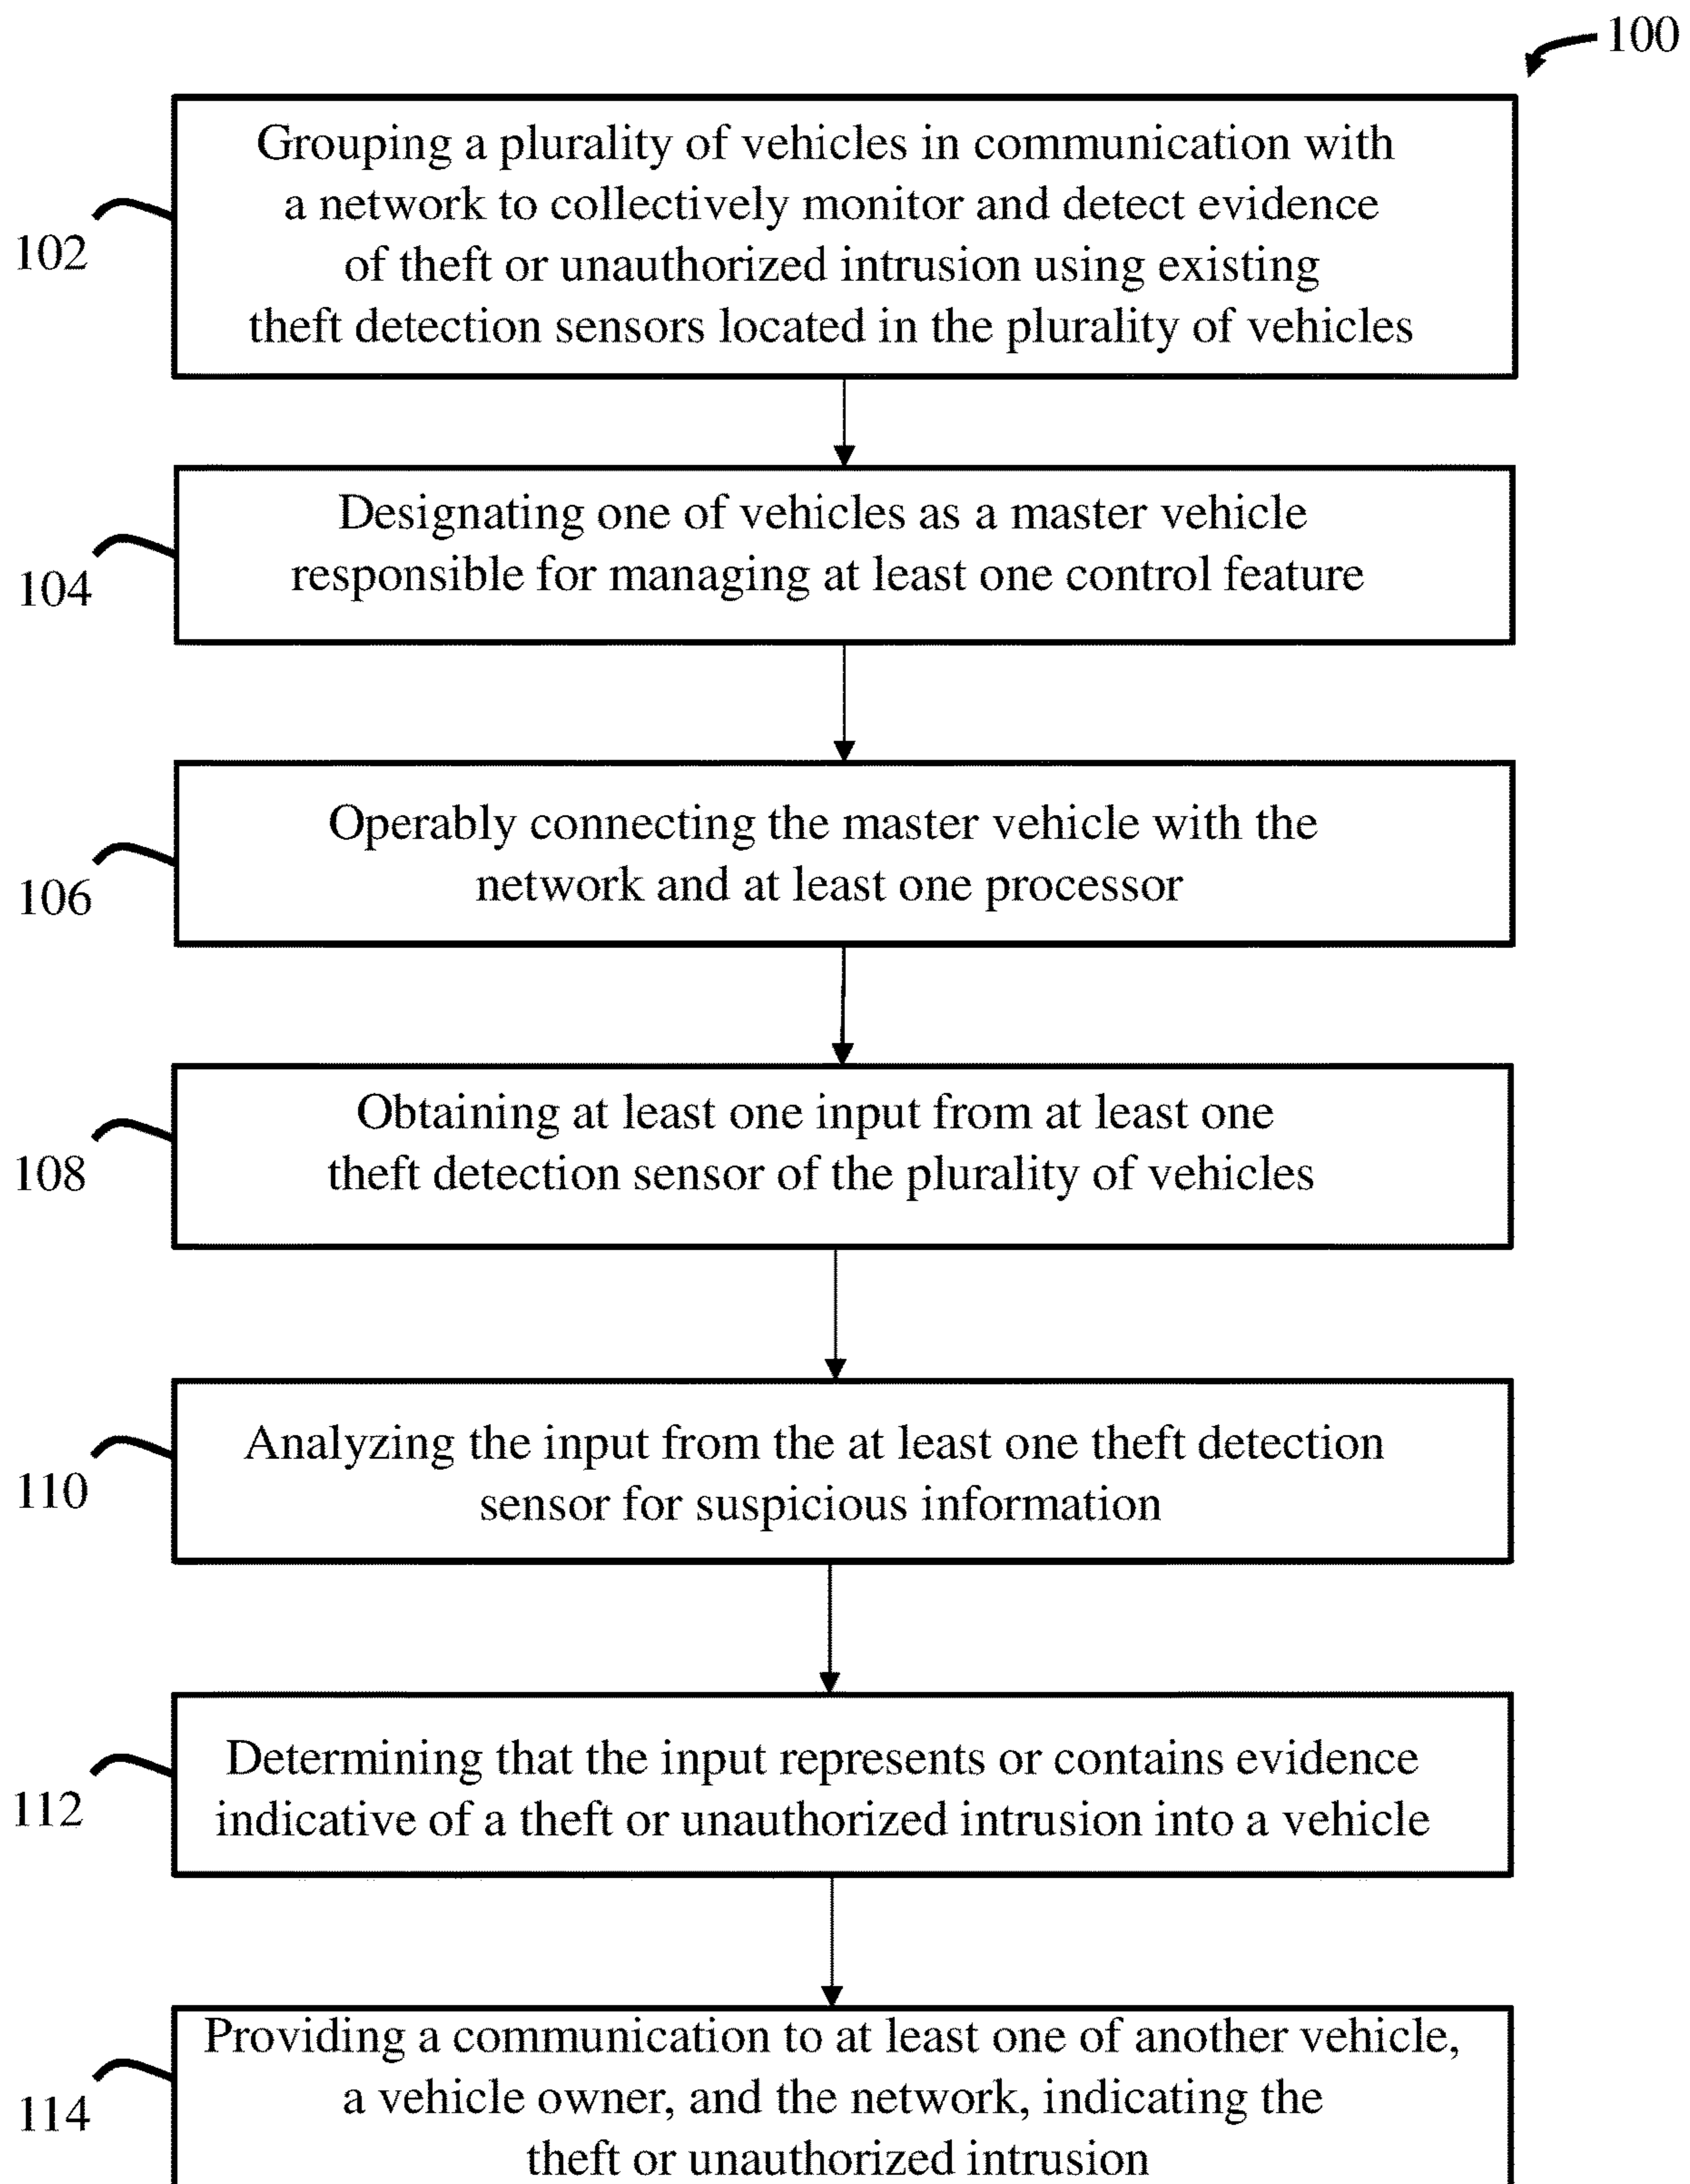 100
Grouping a plurality of vehicles in communication with
a network to collectively monitor and detect evidence
of theft or unauthorized intrusion using existing
theft detection sensors located in the plurality of vehicles
102
Designating one of vehicles as a master vehicle
responsible for managing at least one control feature
104
Operably connecting the master vehicle with the
network and at least one processor
106
Obtaining at least one input from at least one
theft detection sensor of the plurality of vehicles
108
Analyzing the input from the at least one theft detection
sensor for suspicious information
110
Determining that the input represents or contains evidence
indicative of a theft or unauthorized intrusion into a vehicle
112
Providing a communication to at least one of another vehicle,
a vehicle owner, and the network, indicating the
theft or unauthorized intrusion
114